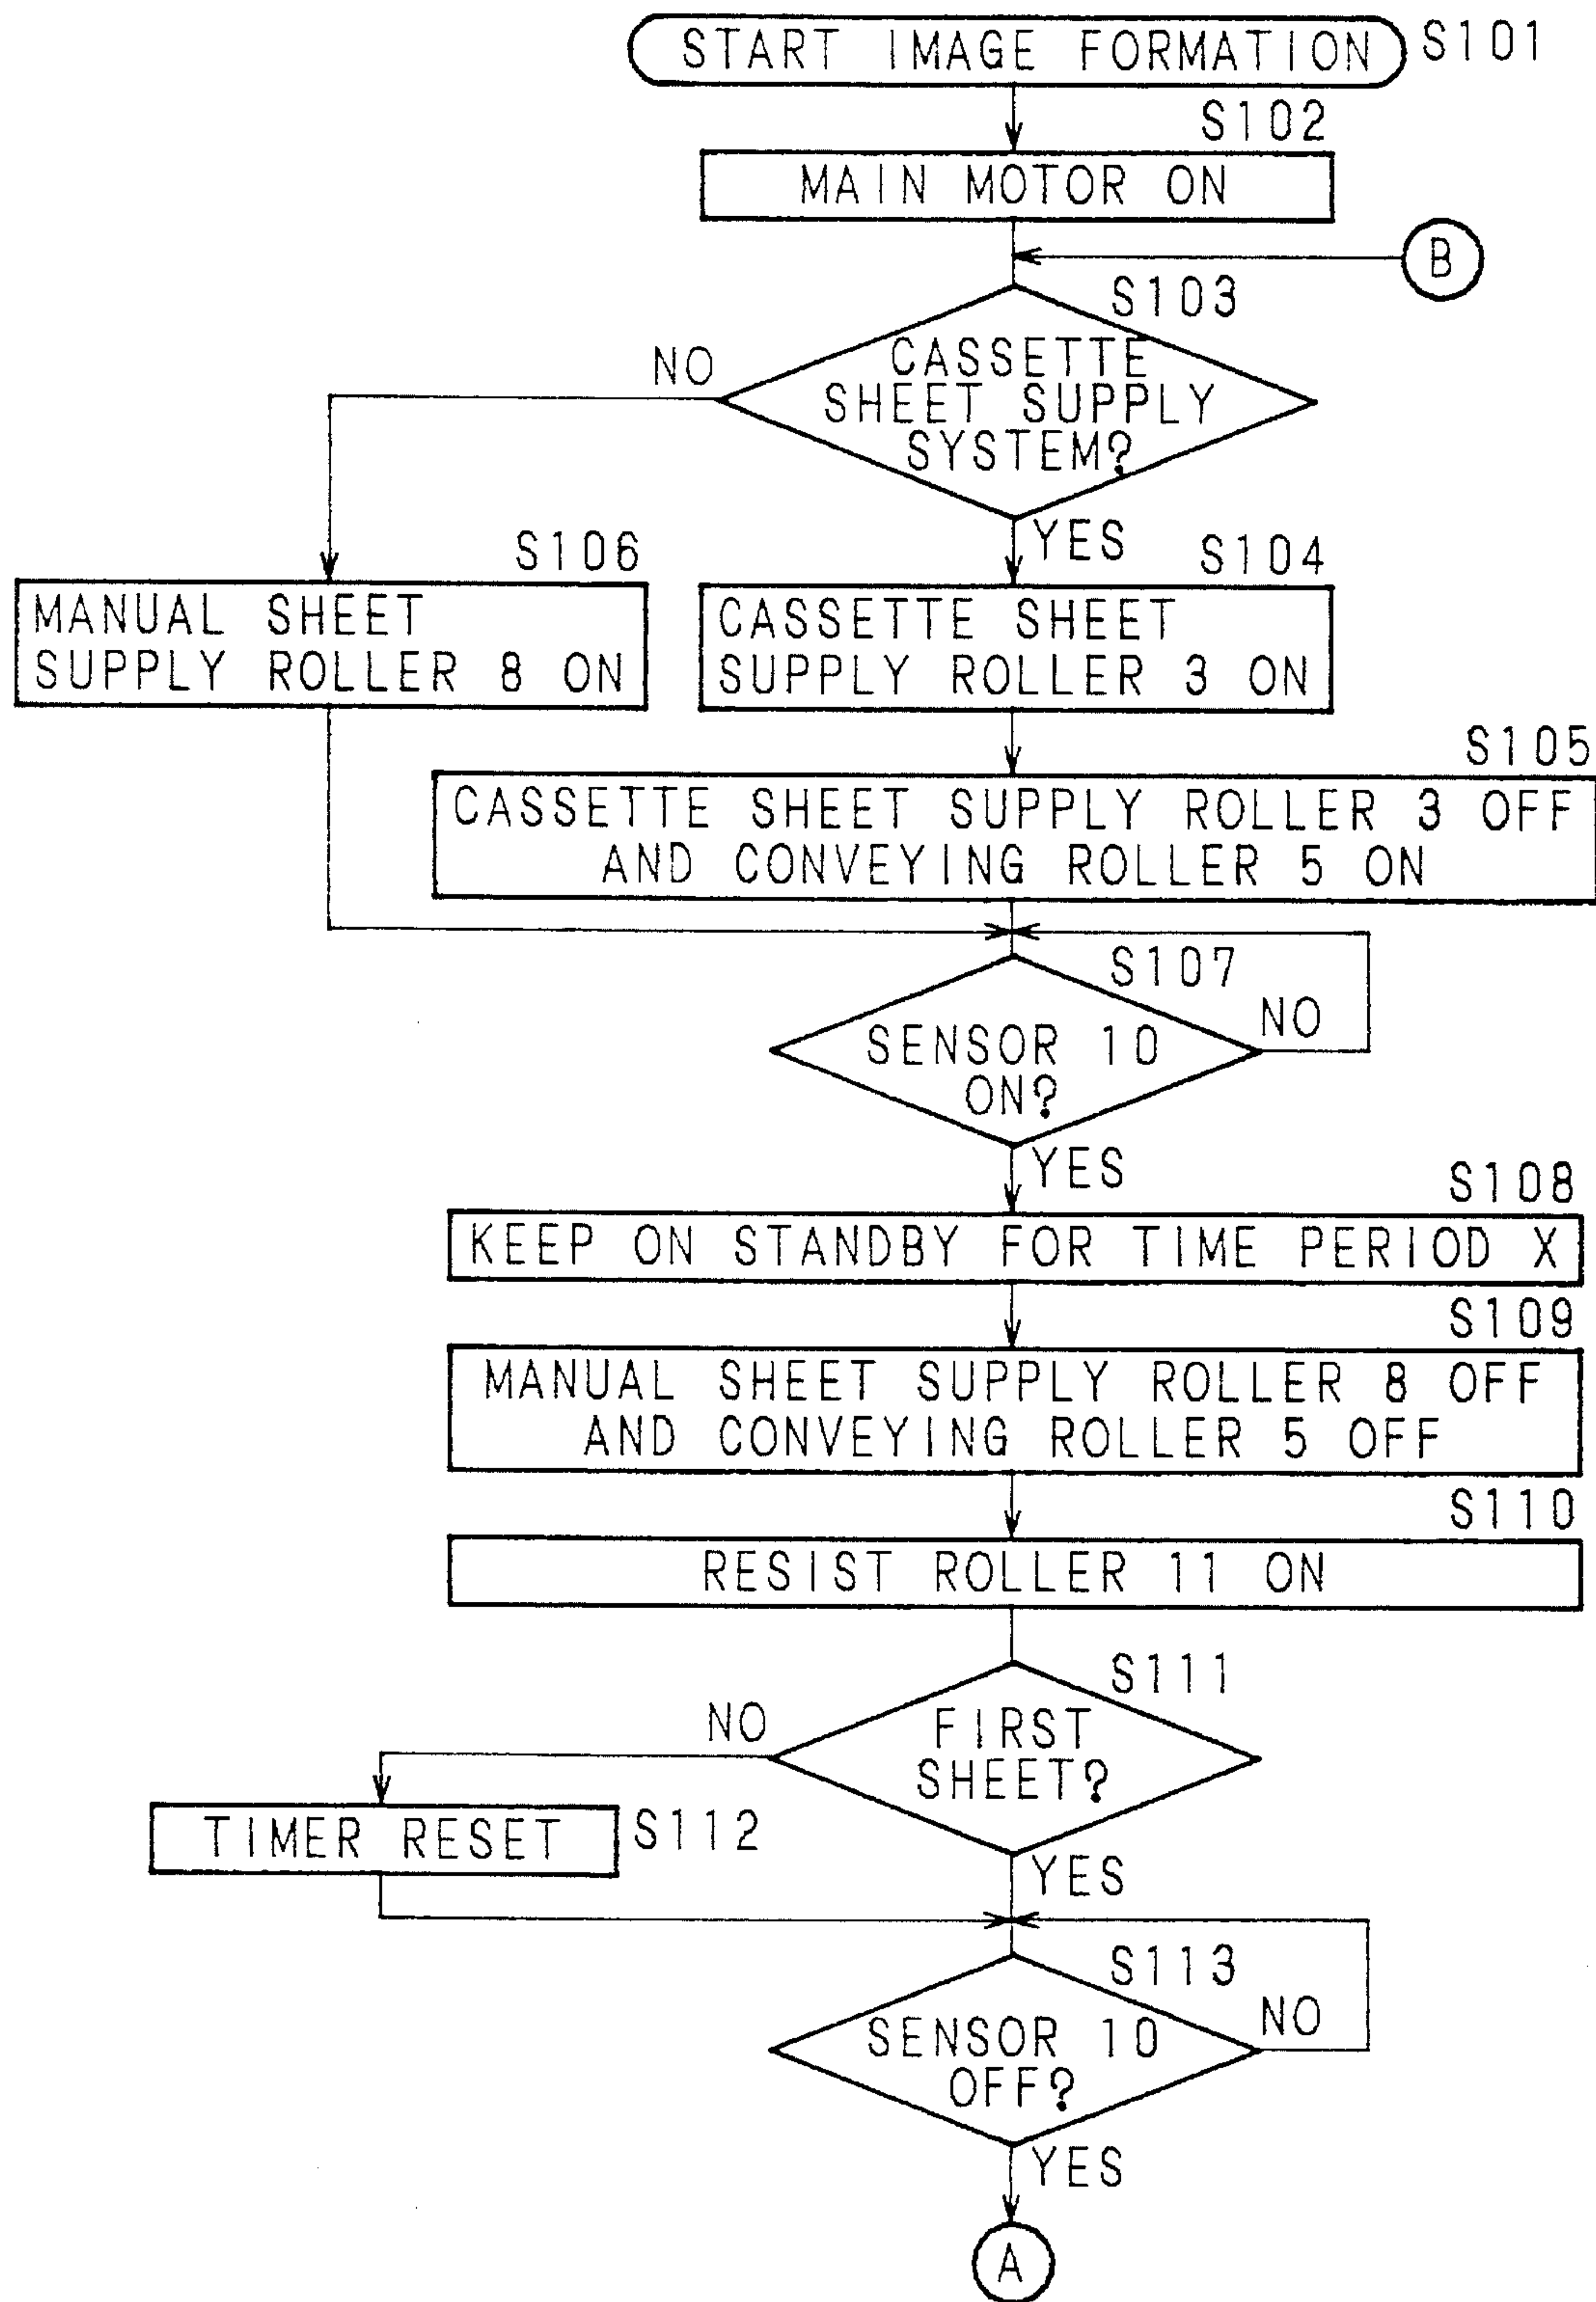 START IMAGE FORMATION S101
S102
MAIN MOTOR ON
B
S103
NO
CASSETTE
SHEET SUPPLY
SYSTEM?
YES
S106
MANUAL SHEET
SUPPLY ROLLER 8 ON
S104
CASSETTE SHEET
SUPPLY ROLLER 3 ON
S105
CASSETTE SHEET SUPPLY ROLLER 3 OFF
AND CONVEYING ROLLER 5 ON
S107
NO
SENSOR 10
ON?
YES
S108
KEEP ON STANDBY FOR TIME PERIOD X
S109
MANUAL SHEET SUPPLY ROLLER 8 OFF
AND CONVEYING ROLLER 5 OFF
S110
RESIST ROLLER 11 ON
S111
NO
FIRST
SHEET?
TIMER RESET S112
YES
S113
NO
SENSOR 10
OFF?
YES
A